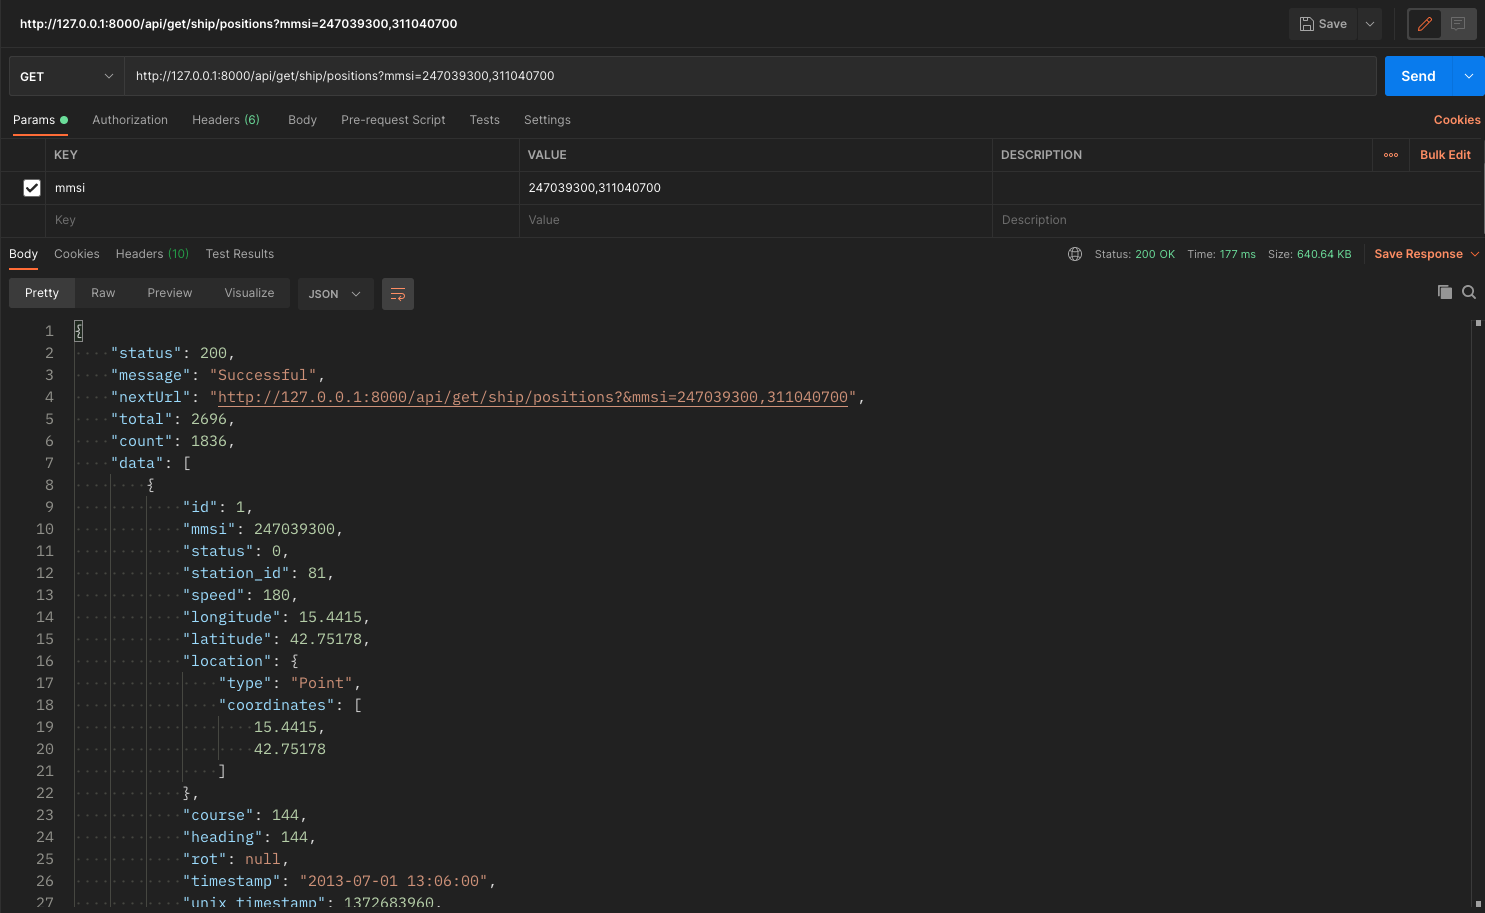 http://127.0.0.1:8000/api/get/ship/positions?mmsi=247039300,311040700
Save
GET
http://127.0.0.1:8000/api/get/ship/positions?mmsi=247039300,311040700
Send
Params Authorization Headers (6) Body Pre-request Script Tests Settings Cookies
KEY VALUE DESCRIPTION Bulk Edit
mmsi 247039300,311040700
Key Value Description
Body Cookies Headers (10) Test Results Status: 200 OK Time: 177 ms Size: 640.64 KB Save Response
Pretty Raw Preview Visualize JSON
1 {
2 "status": 200,
3 "message": "Successful",
4 "nextUrl": "http://127.0.0.1:8000/api/get/ship/positions?&mmsi=247039300,311040700",
5 "total": 2696,
6 "count": 1836,
7 "data": [
8 {
9 "id": 1,
10 "mmsi": 247039300,
11 "status": 0,
12 "station_id": 81,
13 "speed": 180,
14 "longitude": 15.4415,
15 "latitude": 42.75178,
16 "location": {
17 "type": "Point",
18 "coordinates": [
19 15.4415,
20 42.75178
21 ]
22 },
23 "course": 144,
24 "heading": 144,
25 "rot": null,
26 "timestamp": "2013-07-01 13:06:00",
27 "unix_timestamp": 1372683960,